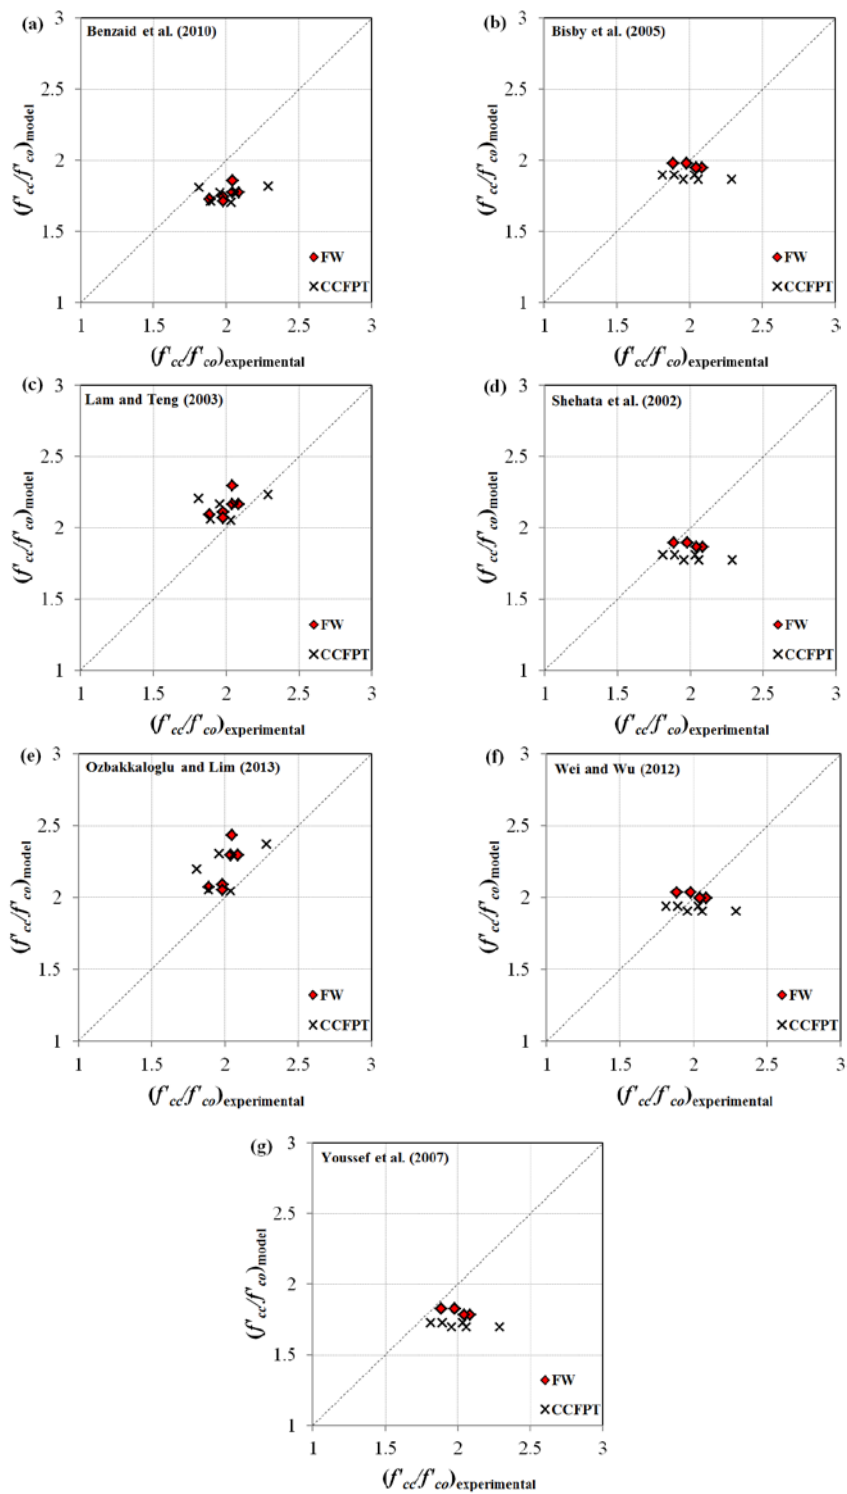 (a)
Benzaid et al. (2010)
3
2.5
2
1.5
1
1
1.5
2
2.5
3
(f'cc/f'co)model
(f'cc/f'co)experimental
FW
CCFPT
(b)
Bisby et al. (2005)
3
2.5
2
1.5
1
1
1.5
2
2.5
3
(f'cc/f'co)model
(f'cc/f'co)experimental
FW
CCFPT
(c)
Lam and Teng (2003)
3
2.5
2
1.5
1
1
1.5
2
2.5
3
(f'cc/f'co)model
(f'cc/f'co)experimental
FW
CCFPT
(d)
Shehata et al. (2002)
3
2.5
2
1.5
1
1
1.5
2
2.5
3
(f'cc/f'co)model
(f'cc/f'co)experimental
FW
CCFPT
(e)
Ozbakkaloglu and Lim (2013)
3
2.5
2
1.5
1
1
1.5
2
2.5
3
(f'cc/f'co)model
(f'cc/f'co)experimental
FW
CCFPT
(f)
Wei and Wu (2012)
3
2.5
2
1.5
1
1
1.5
2
2.5
3
(f'cc/f'co)model
(f'cc/f'co)experimental
FW
CCFPT
(g)
Youssef et al. (2007)
3
2.5
2
1.5
1
1
1.5
2
2.5
3
(f'cc/f'co)model
(f'cc/f'co)experimental
FW
CCFPT